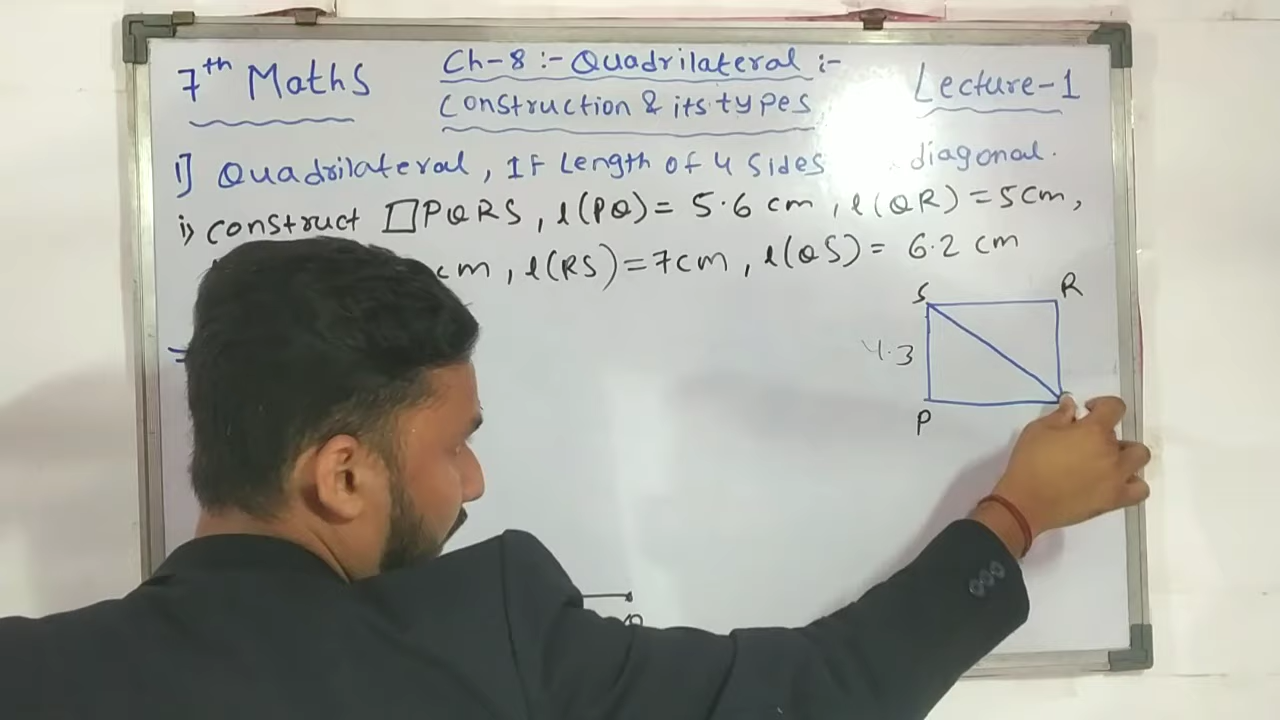 7th Maths
Ch-8 :- Quadrilateral :-
Construction & its types
Lecture-1
1] Quadrilateral, If Length of 4 sides diagonal.
i) construct □PQRS, l(PQ) = 5.6 cm, l(QR) = 5cm,
cm, l(RS) = 7cm, l(QS) = 6.2 cm
S R
4.3
P
Q